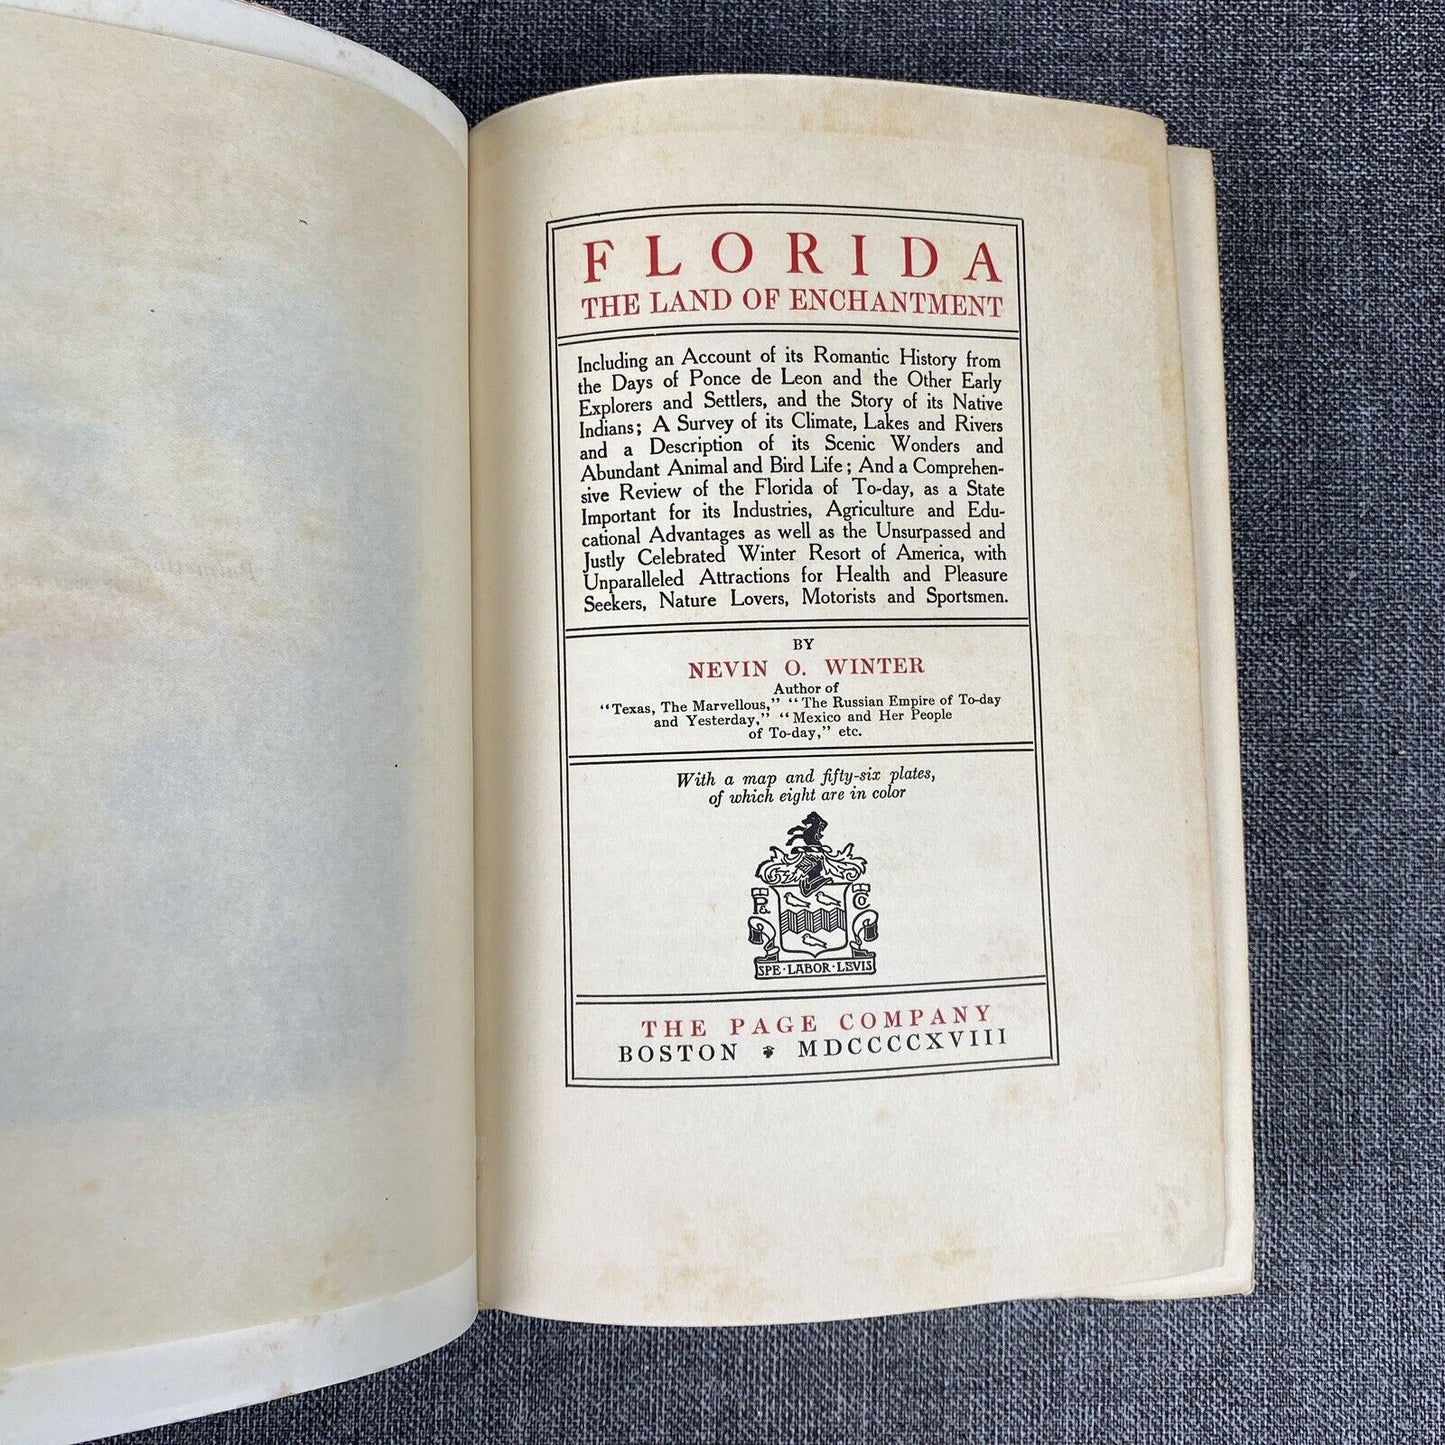 FLORIDA
THE LAND OF ENCHANTMENT
Including an Account of its Romantic History from
the Days of Ponce de Leon and the Other Early
Explorers and Settlers, and the Story of its Native
Indians; A Survey of its Climate, Lakes and Rivers
and a Description of its Scenic Wonders and
Abundant Animal and Bird Life; And a Comprehen-
sive Review of the Florida of To-day, as a State
Important for its Industries, Agriculture and Edu-
cational Advantages as well as the Unsurpassed and
Justly Celebrated Winter Resort of America, with
Unparalleled Attractions for Health and Pleasure
Seekers, Nature Lovers, Motorists and Sportsmen.
BY
NEVIN O. WINTER
Author of
"Texas, The Marvellous," "The Russian Empire of To-day
and Yesterday," "Mexico and Her People
of To-day," etc.
With a map and fifty-six plates,
of which eight are in color
SPE·LABOR·LEVIS
THE PAGE COMPANY
BOSTON MDCCCCXVIII